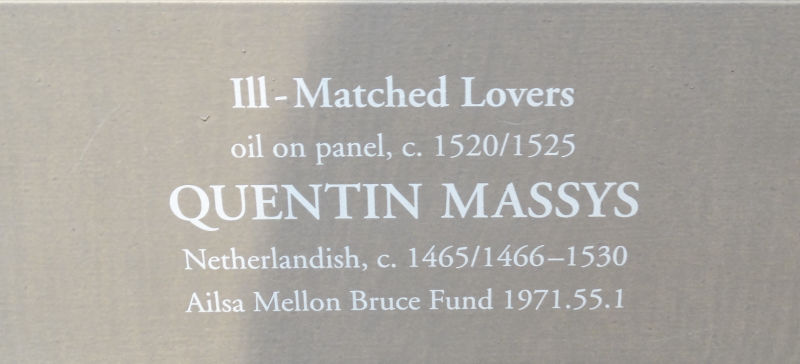 Ill-Matched Lovers
oil on panel, c. 1520/1525
QUENTIN MASSYS
Netherlandish, c. 1465/1466–1530
Ailsa Mellon Bruce Fund 1971.55.1